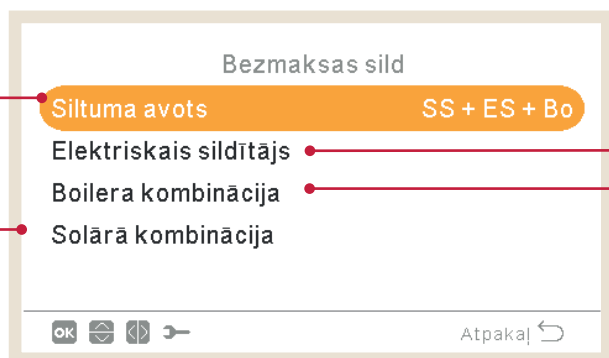 Bezmaksas sild
Siltuma avots SS + ES + Bo
Elektriskais sildītājs
Boilera kombinācija
Solārā kombinācija
OK Atpakaļ